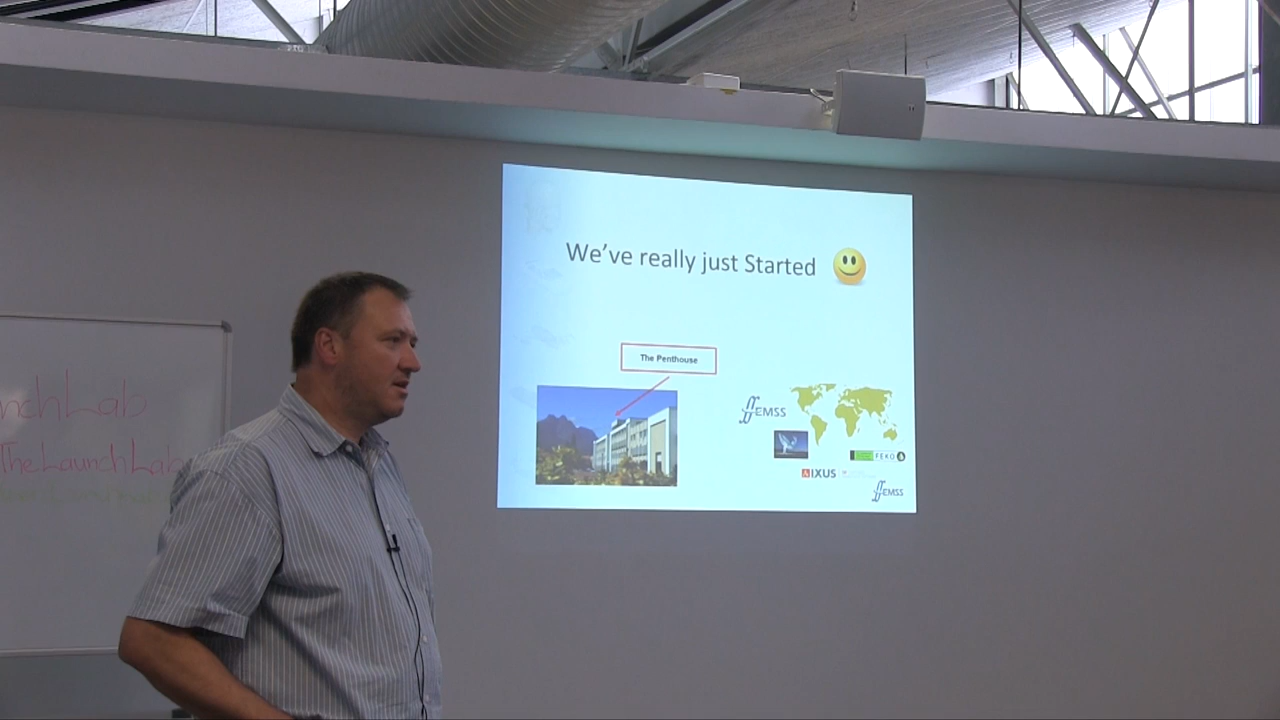 We've really just Started
The Penthouse
EMSS
FEKO
IXUS
EMSS
nchLab
TheLaunchLab